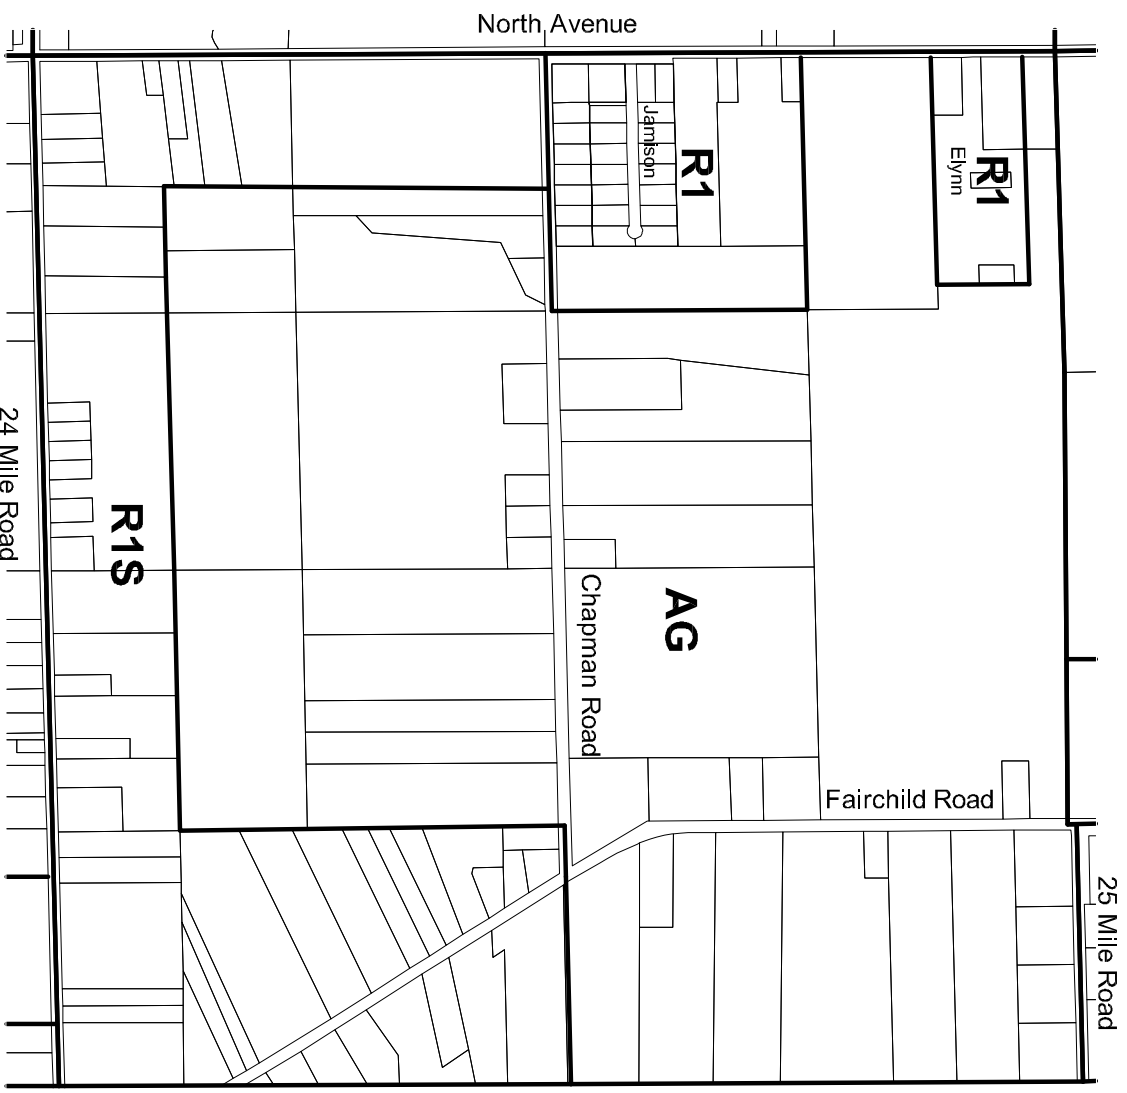 North Avenue
Jamison
R1
Elynn
R1
24 Mile Road
R1S
Chapman Road
AG
Fairchild Road
25 Mile Road